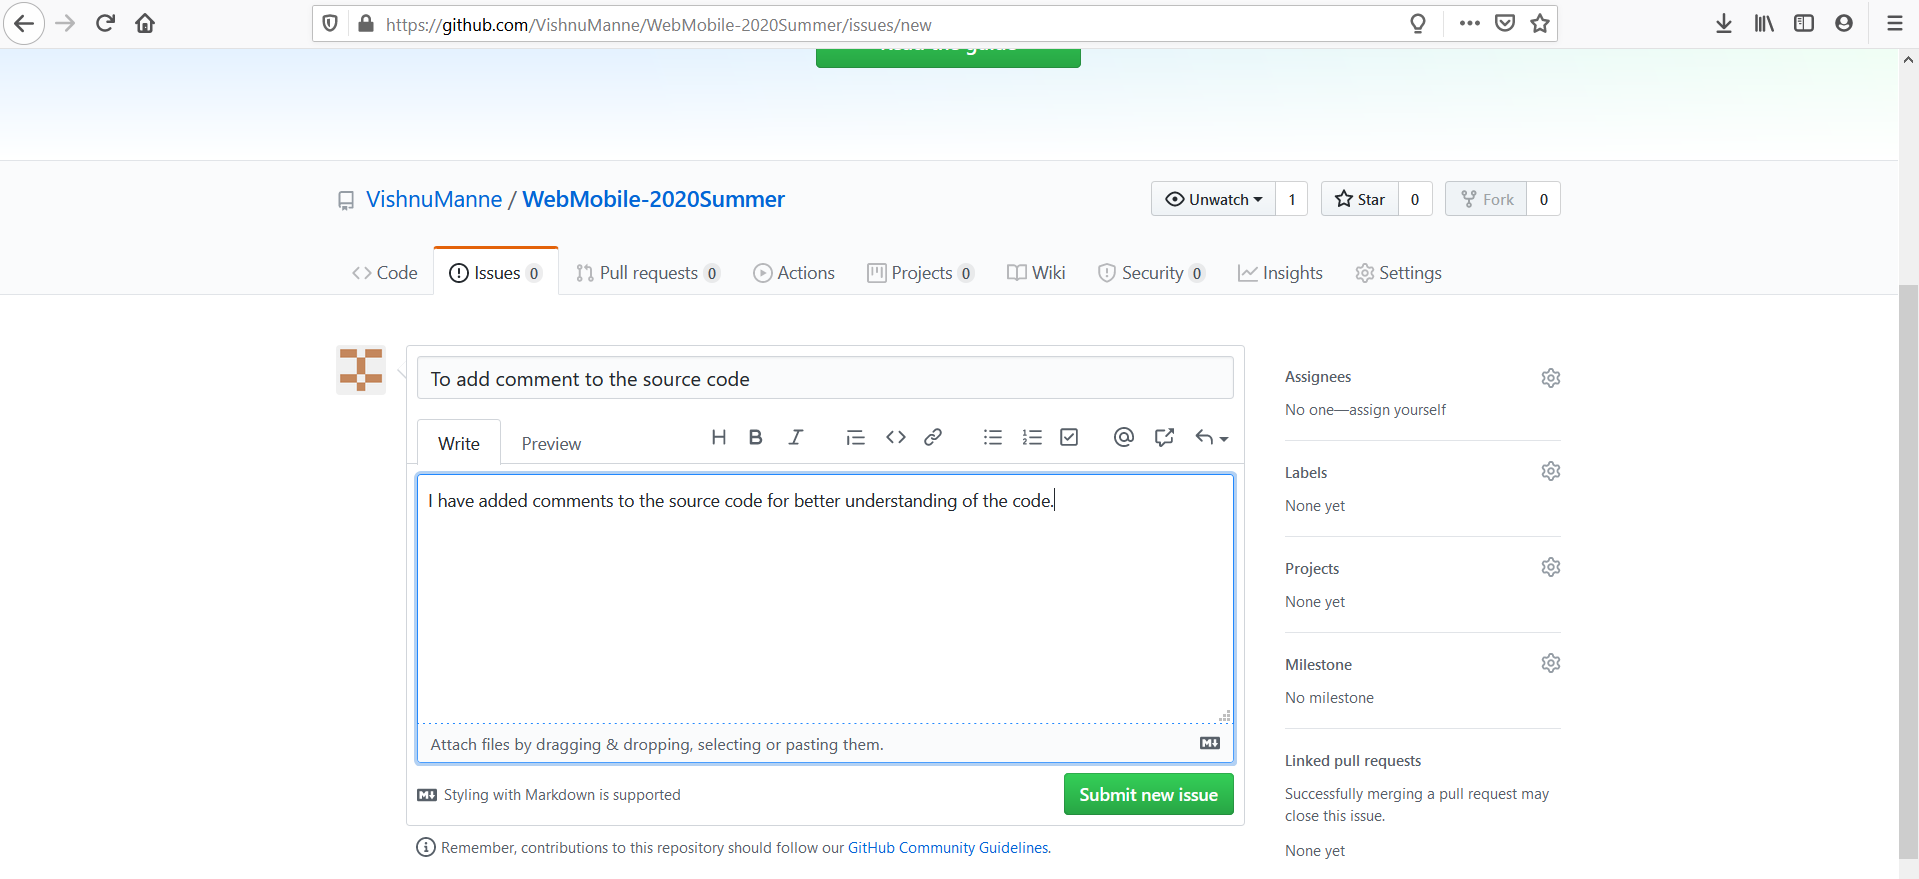 https://github.com/VishnuManne/WebMobile-2020Summer/issues/new
VishnuManne / WebMobile-2020Summer
Unwatch 1 Star 0 Fork 0
Code Issues 0 Pull requests 0 Actions Projects 0 Wiki Security 0 Insights Settings
To add comment to the source code
Write Preview
I have added comments to the source code for better understanding of the code.
Attach files by dragging & dropping, selecting or pasting them.
Styling with Markdown is supported
Submit new issue
Remember, contributions to this repository should follow our GitHub Community Guidelines.
Assignees
No one—assign yourself
Labels
None yet
Projects
None yet
Milestone
No milestone
Linked pull requests
Successfully merging a pull request may
close this issue.
None yet